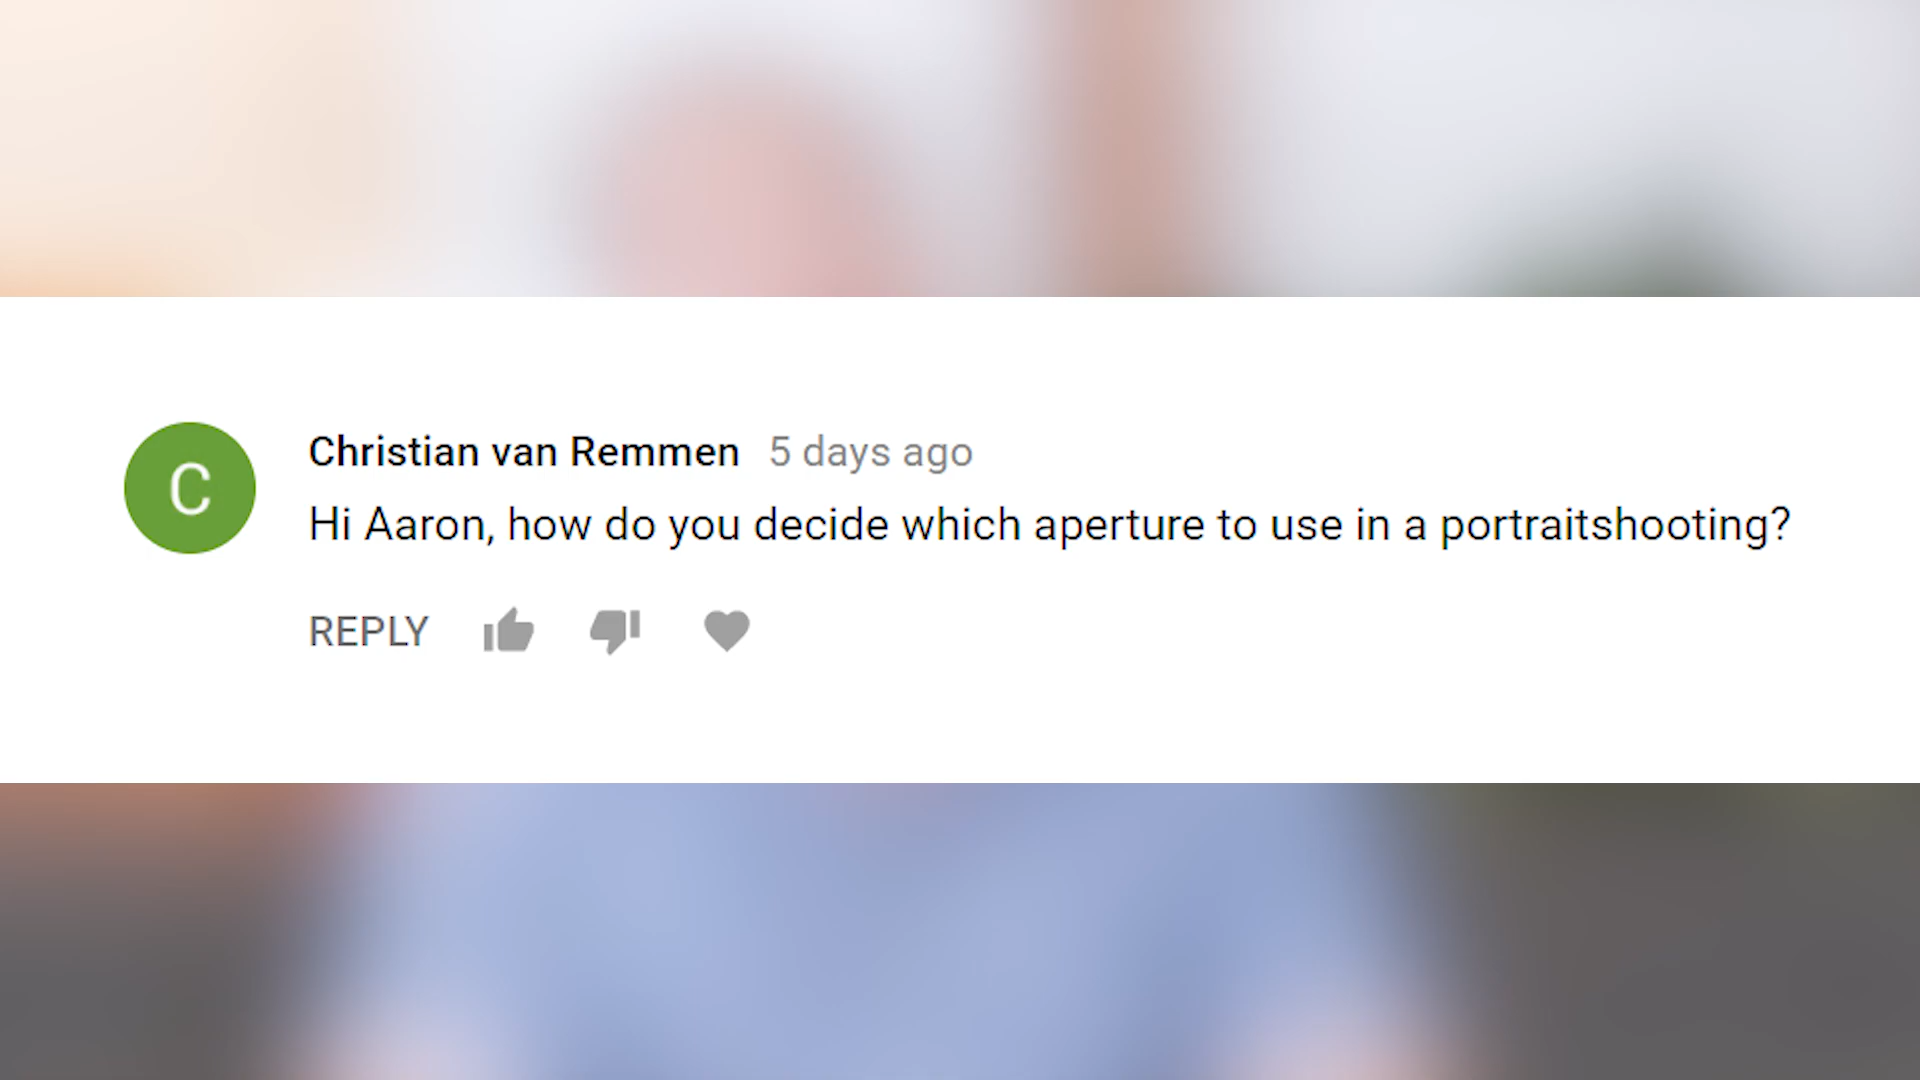 C
Christian van Remmen 5 days ago
Hi Aaron, how do you decide which aperture to use in a portraitshooting?
REPLY